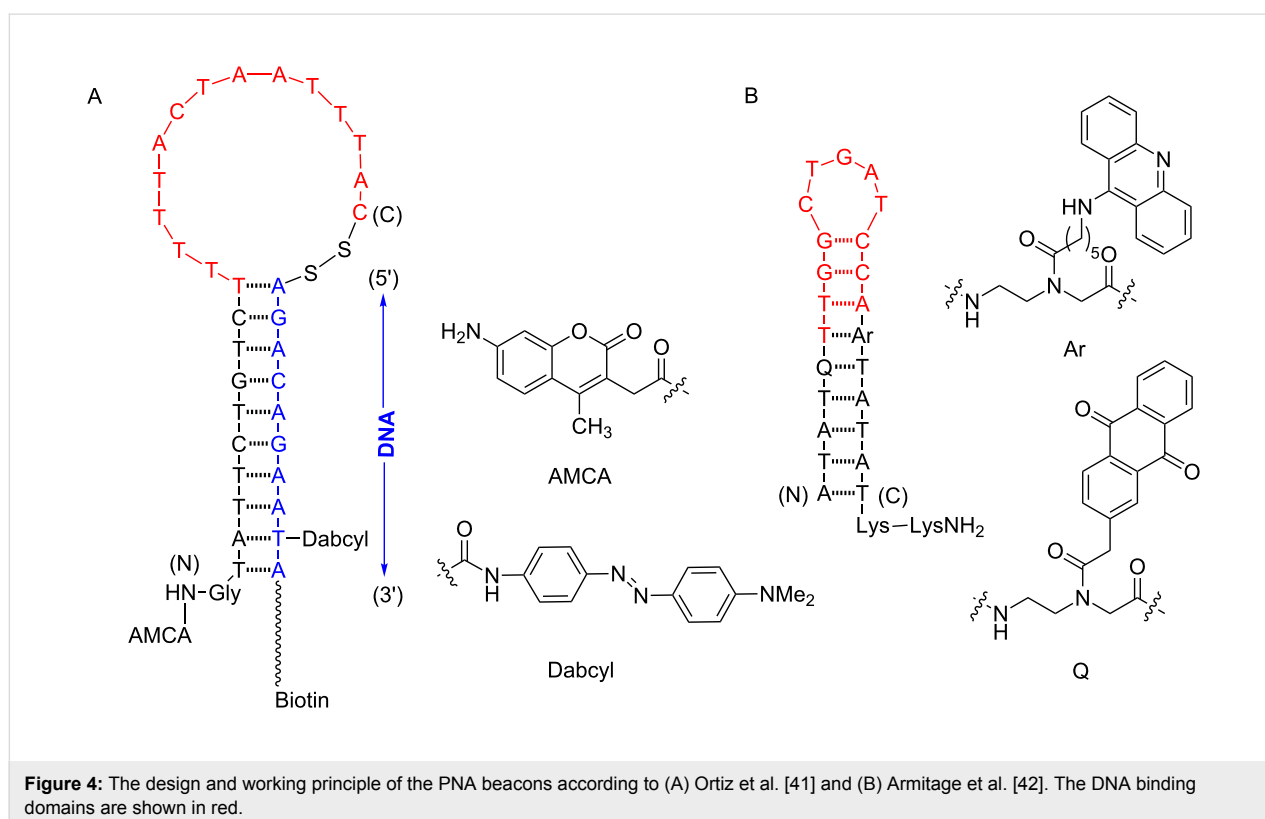 A
A A
T T
C T
A T
T A
T C (C)
S
T S
T (5')
T A
C G
T A
G C
T A
C G
T A
T A
A T Dabcyl
T A
(N)
HN Gly
AMCA
(3')
Biotin
DNA
H2N O O
O
CH3
AMCA
O
N
H
N
N
NMe2
Dabcyl
B
G
T A
C T
G C
G C
T A
T Ar
Q T
T A
A T
T A
(N) A T (C)
Lys LysNH2
N
HN
O ( )5 O
N
N
H
Ar
O
O
O
O
N
N
H
Q
Figure 4: The design and working principle of the PNA beacons according to (A) Ortiz et al. [41] and (B) Armitage et al. [42]. The DNA binding
domains are shown in red.